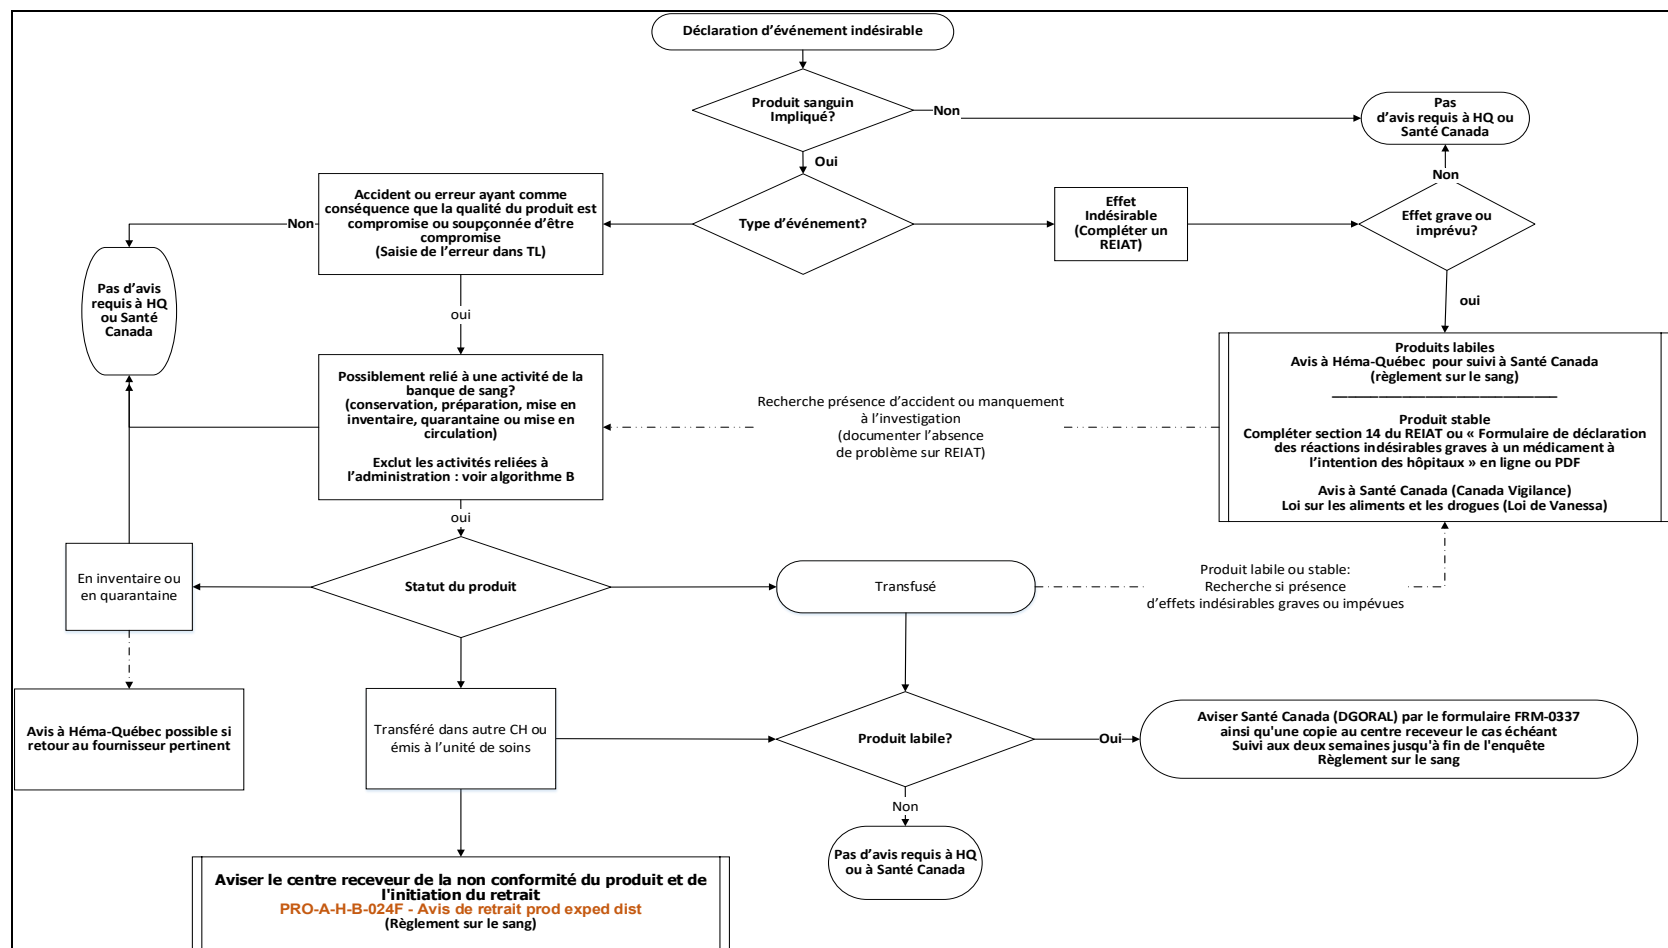 Déclaration d'événement indésirable
Produit sanguin
Impliqué?
Non
Pas
d'avis requis à HQ ou
Santé Canada
Oui
Non
Accident ou erreur ayant comme
conséquence que la qualité du produit est
compromise ou soupçonnée d'être
compromise
(Saisie de l'erreur dans TL)
Non
Type d'événement?
Effet
Indésirable
(Compléter un
REIAT)
Effet grave ou
imprévu?
Pas d'avis
requis à HQ
ou Santé
Canada
oui
oui
Produits labiles
Avis à Héma-Québec pour suivi à Santé Canada
(règlement sur le sang)
Produit stable
Compléter section 14 du REIAT ou « Formulaire de déclaration
des réactions indésirables graves à un médicament à
l'intention des hôpitaux » en ligne ou PDF
Avis à Santé Canada (Canada Vigilance)
Loi sur les aliments et les drogues (Loi de Vanessa)
Possiblement relié à une activité de la
banque de sang?
(conservation, préparation, mise en
inventaire, quarantaine ou mise en
circulation)
Exclut les activités reliées à
l'administration : voir algorithme B
Recherche présence d'accident ou manquement
à l'investigation
(documenter l'absence
de problème sur REIAT)
oui
En inventaire ou
en quarantaine
Statut du produit
Transfusé
Produit labile ou stable:
Recherche si présence
d'effets indésirables graves ou impévues
Avis à Héma-Québec possible si
retour au fournisseur pertinent
Transféré dans autre CH ou
émis à l'unité de soins
Produit labile?
Oui
Aviser Santé Canada (DGORAL) par le formulaire FRM-0337
ainsi qu'une copie au centre receveur le cas échéant
Suivi aux deux semaines jusqu'à fin de l'enquête
Règlement sur le sang
Non
Pas d'avis requis à HQ
ou à Santé Canada
Aviser le centre receveur de la non conformité du produit et de
l'initiation du retrait
PRO-A-H-B-024F - Avis de retrait prod exped dist
(Règlement sur le sang)